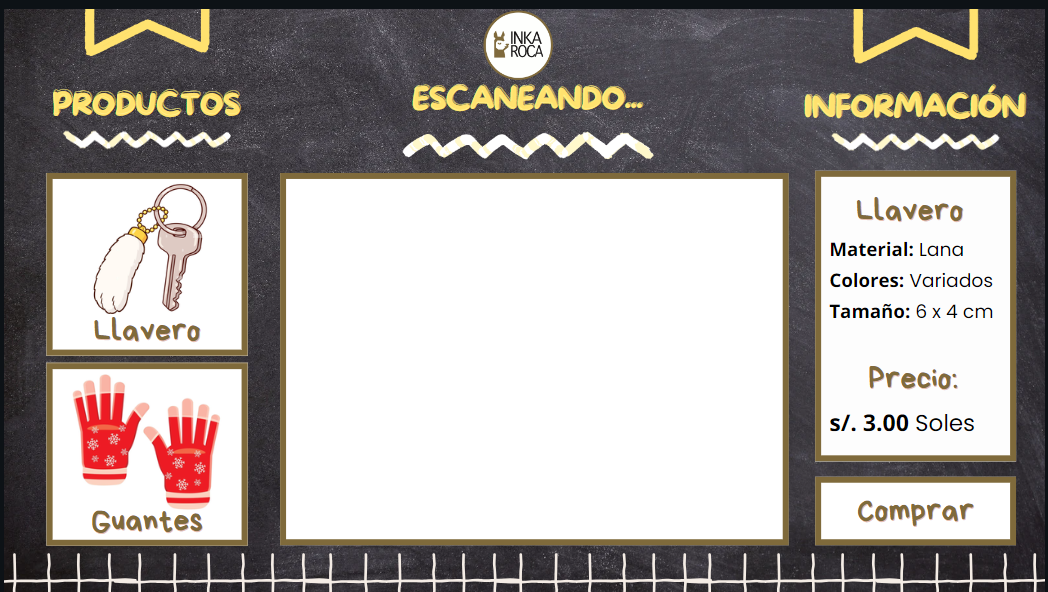 INKA
ROCA
PRODUCTOS
ESCANEANDO...
INFORMACIÓN
Llavero
Guantes
Llavero
Material: Lana
Colores: Variados
Tamaño: 6 x 4 cm
Precio:
s/. 3.00 Soles
Comprar